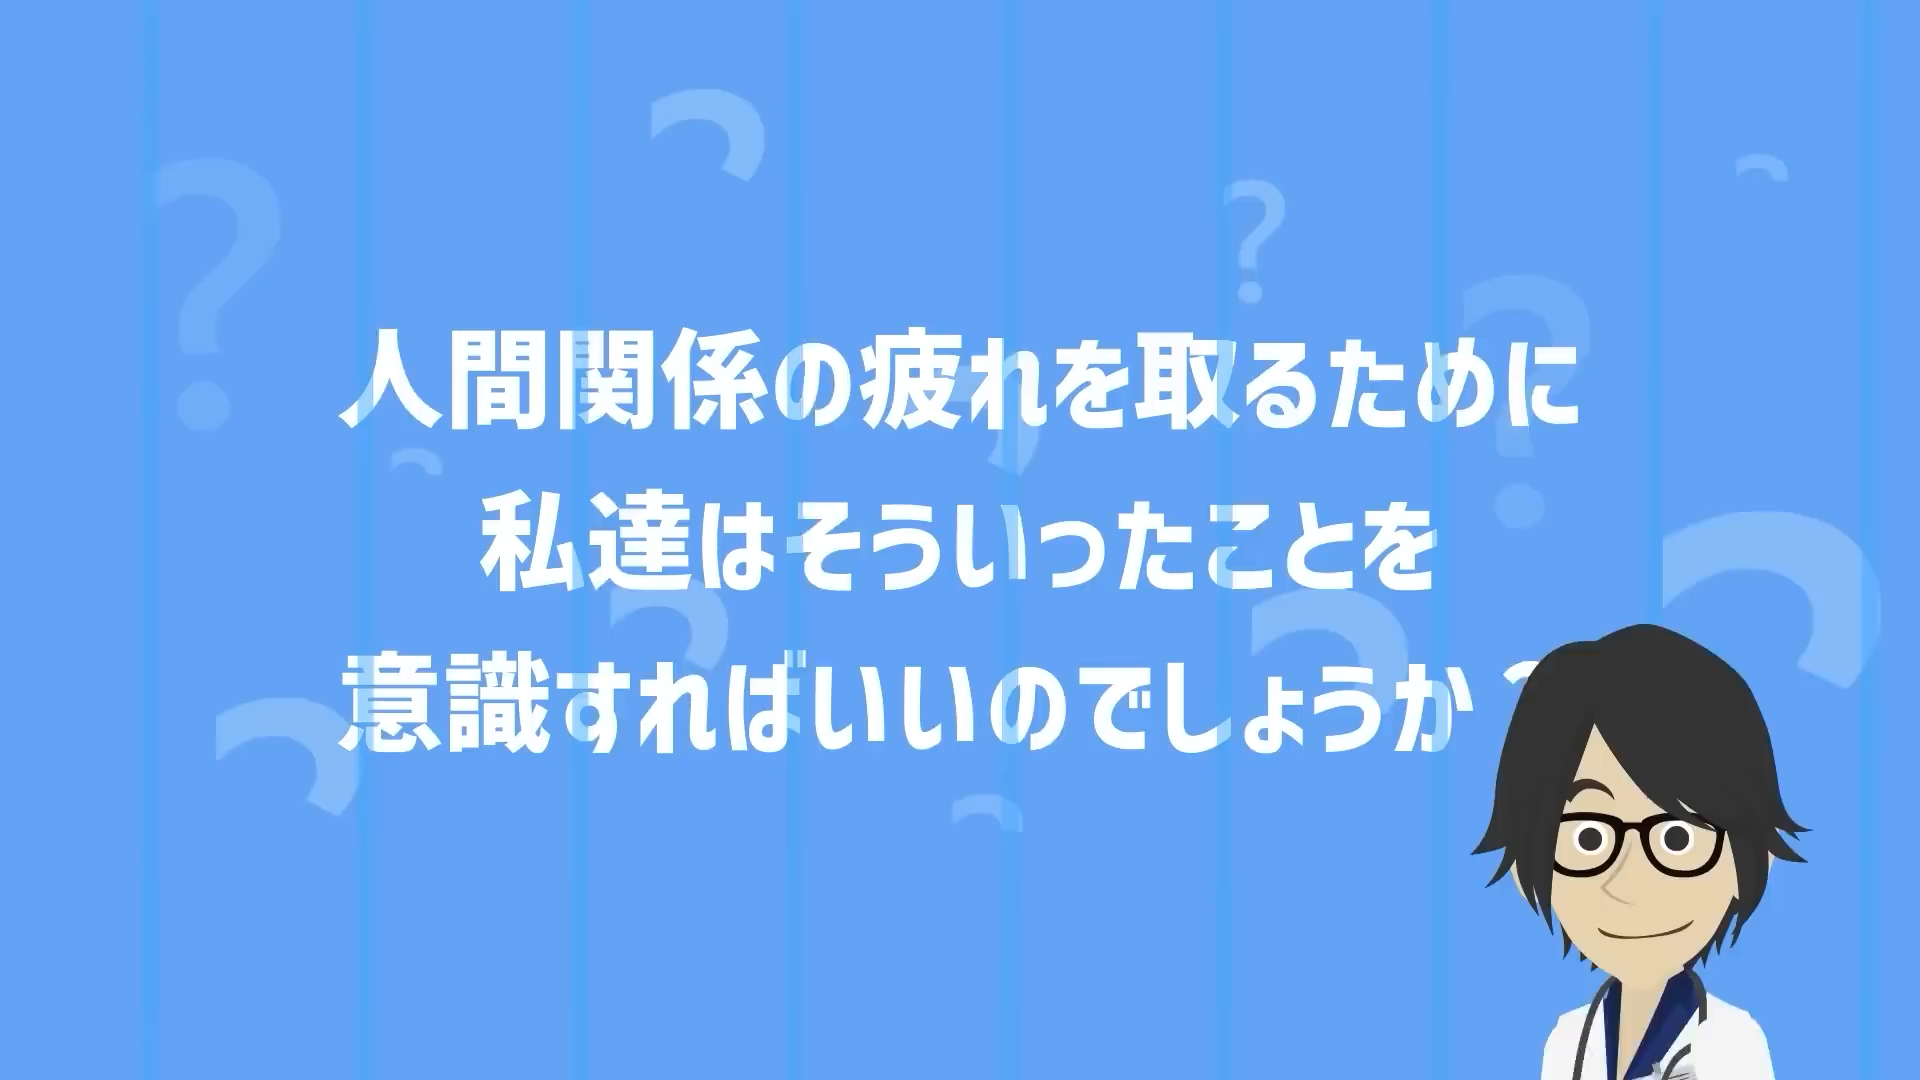 人間関係の疲れを取るために
私達はそういったことを
意識すればいいのでしょうか？